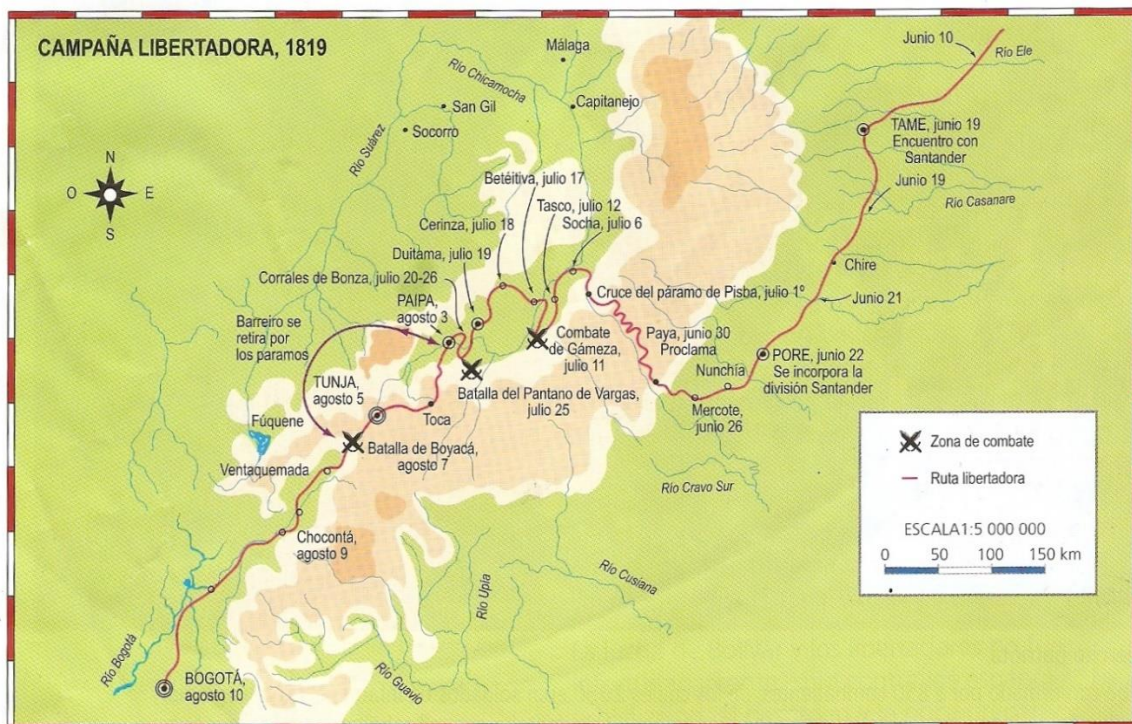 CAMPAÑA LIBERTADORA, 1819
Junio 10
Río Ele
Málaga
Río Chicamocha
San Gil
Capitanejo
Socorro
TAME, junio 19
Encuentro con
Santander
Río Suárez
N
O
E
S
Junio 19
Río Casanare
Betéitiva, julio 17
Tasco, julio 12
Socha, julio 6
Cerinza, julio 18
Duitama, julio 19
Corrales de Bonza, julio 20-26
PAIPA,
agosto 3
Chire
Junio 21
Cruce del páramo de Pisba, julio 1º
Barreiro se
retira por
los paramos
Combate
de Gámeza,
julio 11
Paya, junio 30
Proclama
PORE, junio 22
Se incorpora la
división Santander
Nunchía
TUNJA,
agosto 5
Batalla del Pantano de Vargas,
julio 25
Toca
Mercote,
junio 26
Fúquene
Batalla de Boyacá,
agosto 7
Ventaquemada
Zona de combate
Ruta libertadora
Río Cravo Sur
ESCALA1:5 000 000
0 50 100 150 km
Chocontá,
agosto 9
Río Upía
Río Cusiana
Río Bogotá
Río Guavio
BOGOTÁ,
agosto 10